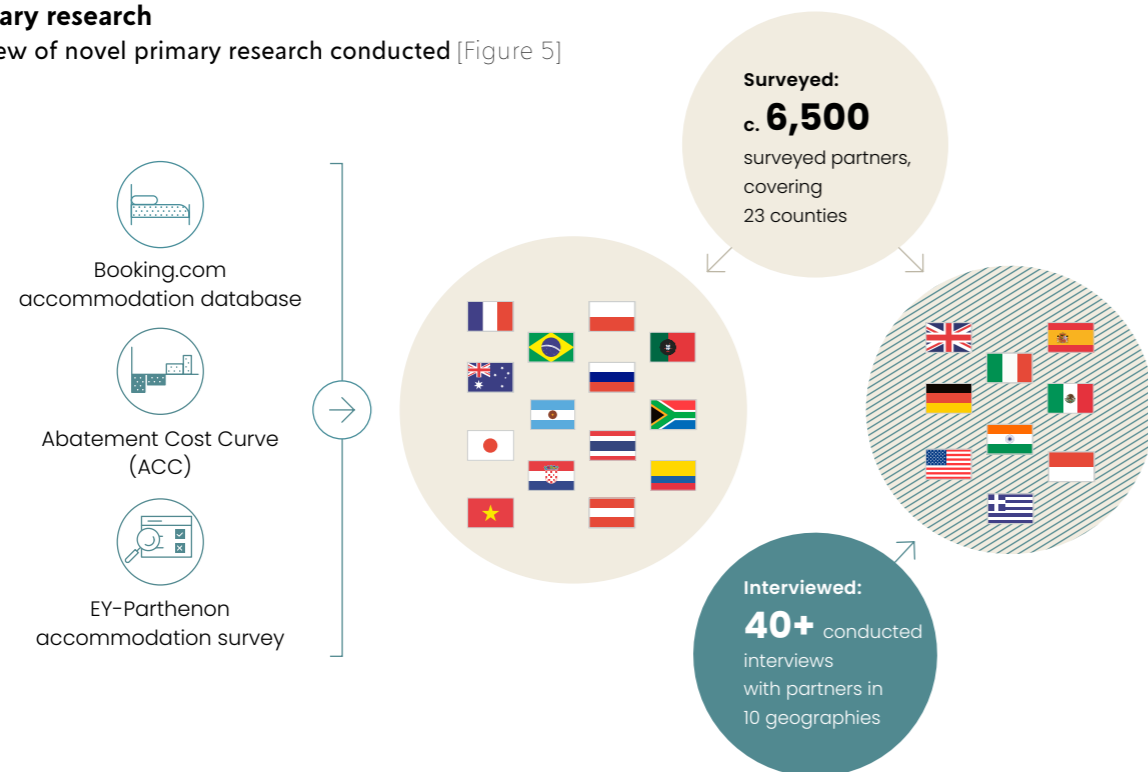 ary research
ew of novel primary research conducted [Figure 5]
Booking.com
accommodation database
Abatement Cost Curve
(ACC)
EY-Parthenon
accommodation survey
Surveyed:
c. 6,500
surveyed partners,
covering
23 counties
Interviewed:
40+ conducted
interviews
with partners in
10 geographies